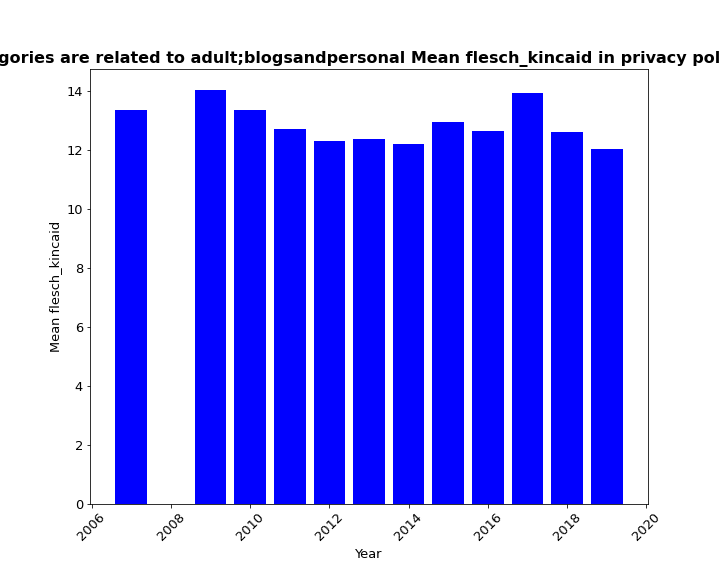 gories are related to adult;blogsandpersonal Mean flesch_kincaid in privacy pol
14
12
10
8
6
4
2
0
Mean flesch_kincaid
2006 2008 2010 2012 2014 2016 2018 2020
Year